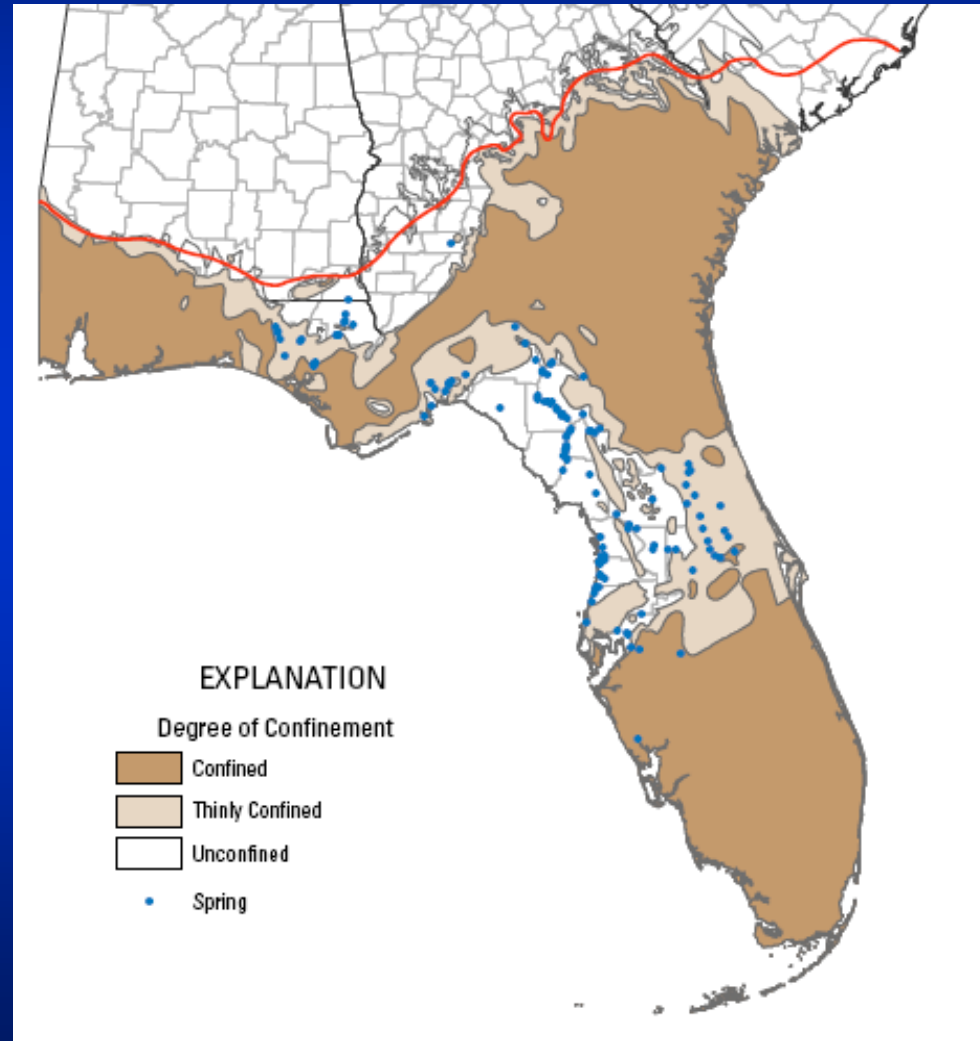 EXPLANATION
Degree of Confinement
Confined
Thinly Confined
Unconfined
Spring